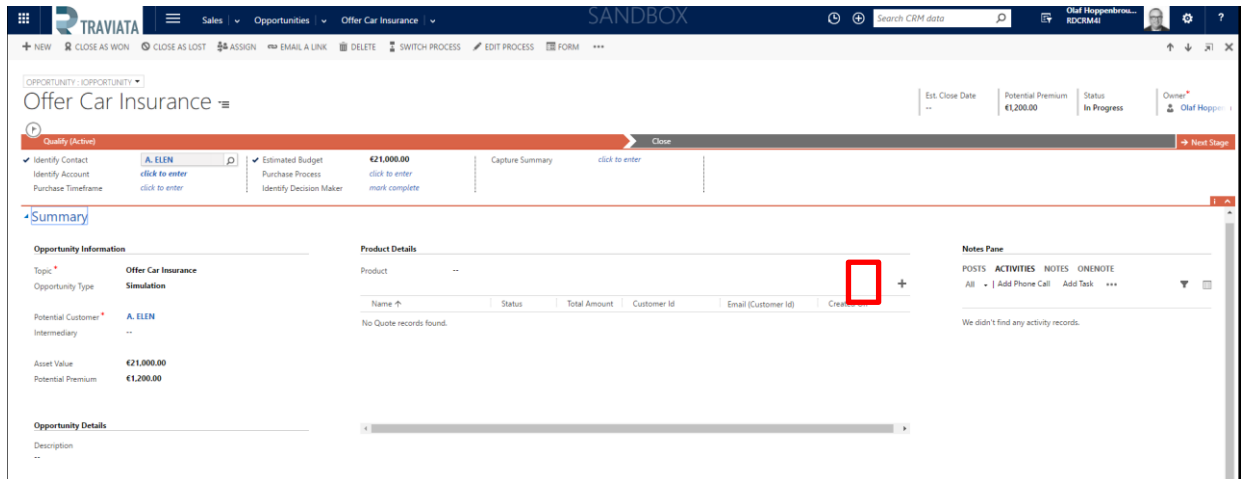 TRAVIATA Sales Opportunities Offer Car Insurance SANDBOX Search CRM data Olaf Hoppenbrou... RDCRM4I ?
+ NEW CLOSE AS WON CLOSE AS LOST ASSIGN EMAIL A LINK DELETE SWITCH PROCESS EDIT PROCESS FORM •••
OPPORTUNITY : IOPPORTUNITY
Offer Car Insurance
Est. Close Date Potential Premium Status Owner*
-- €1,200.00 In Progress Olaf Hoppen
Qualify (Active) Close Next Stage
Identify Contact A. ELEN Estimated Budget €21,000.00 Capture Summary click to enter
Identify Account click to enter Purchase Process click to enter
Purchase Timeframe click to enter Identify Decision Maker mark complete
Summary
Opportunity Information Product Details Notes Pane
Topic* Offer Car Insurance Product -- POSTS ACTIVITIES NOTES ONENOTE
Opportunity Type Simulation All | Add Phone Call Add Task •••
Name Status Total Amount Customer Id Email (Customer Id)
Potential Customer* A. ELEN No Quote records found. We didn't find any activity records.
Intermediary --
Asset Value €21,000.00
Potential Premium €1,200.00
Opportunity Details
Description
--